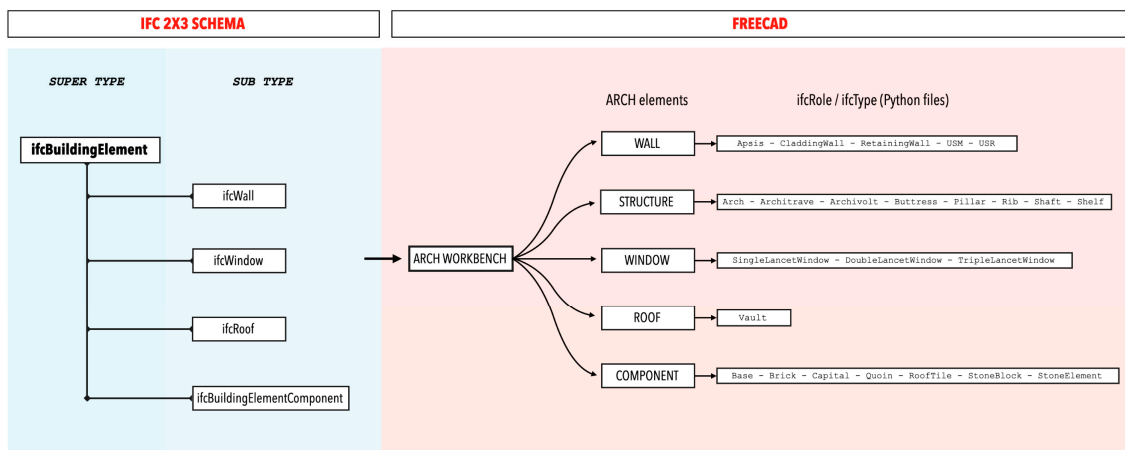 IFC 2X3 SCHEMA
FREECAD
SUPER TYPE
SUB TYPE
ARCH elements
ifcRole / ifcType (Python files)
ifcBuildingElement
ifcWall
ifcWindow
ifcRoof
ifcBuildingElementComponent
ARCH WORKBENCH
WALL
Apsis - CladdingWall - RetainingWall - USM - USR
STRUCTURE
Arch - Architrave - Archivolt - Buttress - Pillar - Rib - Shaft - Shelf
WINDOW
SingleLancetWindow - DoubleLancetWindow - TripleLancetWindow
ROOF
Vault
COMPONENT
Base - Brick - Capital - Quoin - RoofTile - StoneBlock - StoneElement